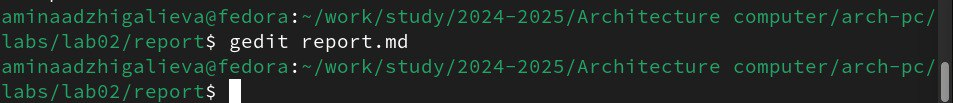 aminaadzhigalieva@fedora:~/work/study/2024-2025/Architecture computer/arch-pc/
labs/lab02/report$ gedit report.md
aminaadzhigalieva@fedora:~/work/study/2024-2025/Architecture computer/arch-pc/
labs/lab02/report$